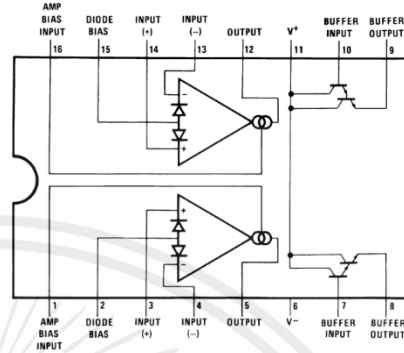 AMP
BIAS
INPUT
DIODE
BIAS
INPUT
(+)
INPUT
(−)
OUTPUT
V+
BUFFER
INPUT
BUFFER
OUTPUT
16
15
14
13
12
11
10
9
−
+
+
−
1
2
3
4
5
6
7
8
AMP
BIAS
INPUT
DIODE
BIAS
INPUT
(+)
INPUT
(−)
OUTPUT
V−
BUFFER
INPUT
BUFFER
OUTPUT